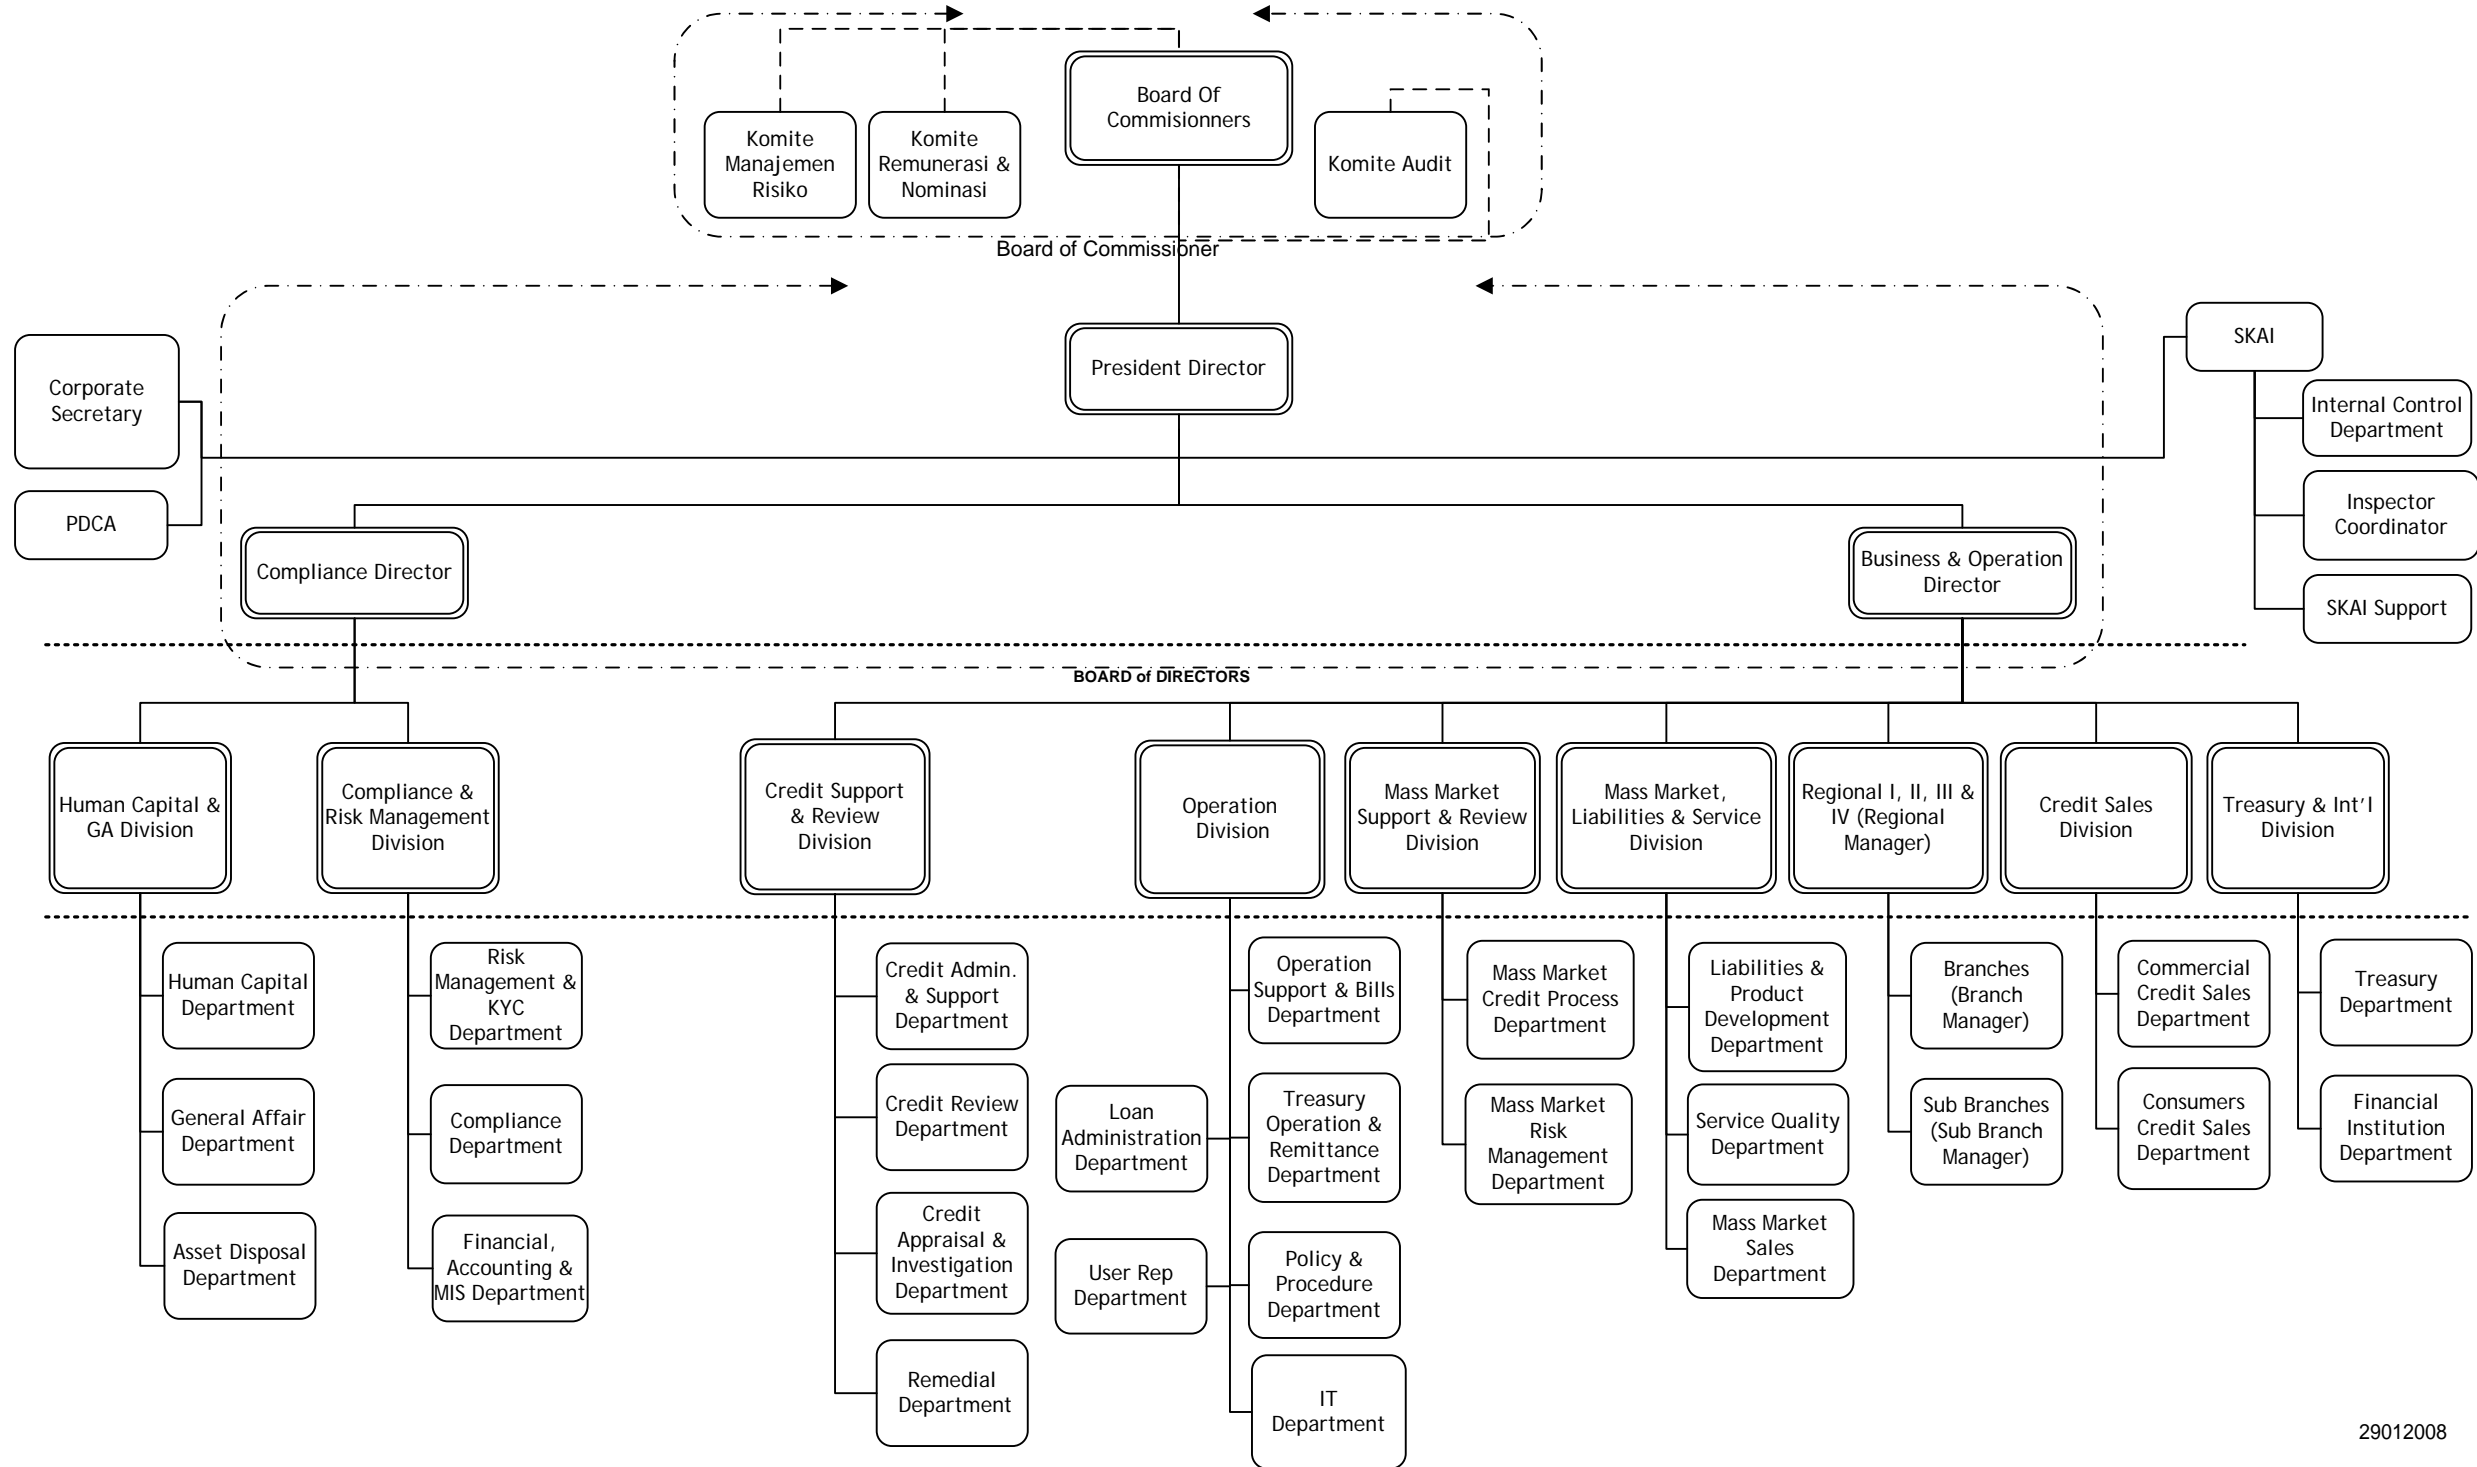 Board Of
Commisionners
Komite
Manajemen
Risiko
Komite
Remunerasi &
Nominasi
Komite Audit
Board of Commissioner
President Director
SKAI
Corporate
Secretary
PDCA
Internal Control
Department
Inspector
Coordinator
SKAI Support
Compliance Director
Business & Operation
Director
BOARD of DIRECTORS
Human Capital &
GA Division
Compliance &
Risk Management
Division
Credit Support
& Review
Division
Operation
Division
Mass Market
Support & Review
Division
Mass Market,
Liabilities & Service
Division
Regional I, II, III &
IV (Regional
Manager)
Credit Sales
Division
Treasury & Int'l
Division
Human Capital
Department
General Affair
Department
Asset Disposal
Department
Risk
Management &
KYC
Department
Compliance
Department
Financial,
Accounting &
MIS Department
Credit Admin.
& Support
Department
Credit Review
Department
Credit
Appraisal &
Investigation
Department
Remedial
Department
Loan
Administration
Department
User Rep
Department
Operation
Support & Bills
Department
Treasury
Operation &
Remittance
Department
Policy &
Procedure
Department
IT
Department
Mass Market
Credit Process
Department
Mass Market
Risk
Management
Department
Liabilities &
Product
Development
Department
Service Quality
Department
Mass Market
Sales
Department
Branches
(Branch
Manager)
Sub Branches
(Sub Branch
Manager)
Commercial
Credit Sales
Department
Consumers
Credit Sales
Department
Treasury
Department
Financial
Institution
Department
29012008